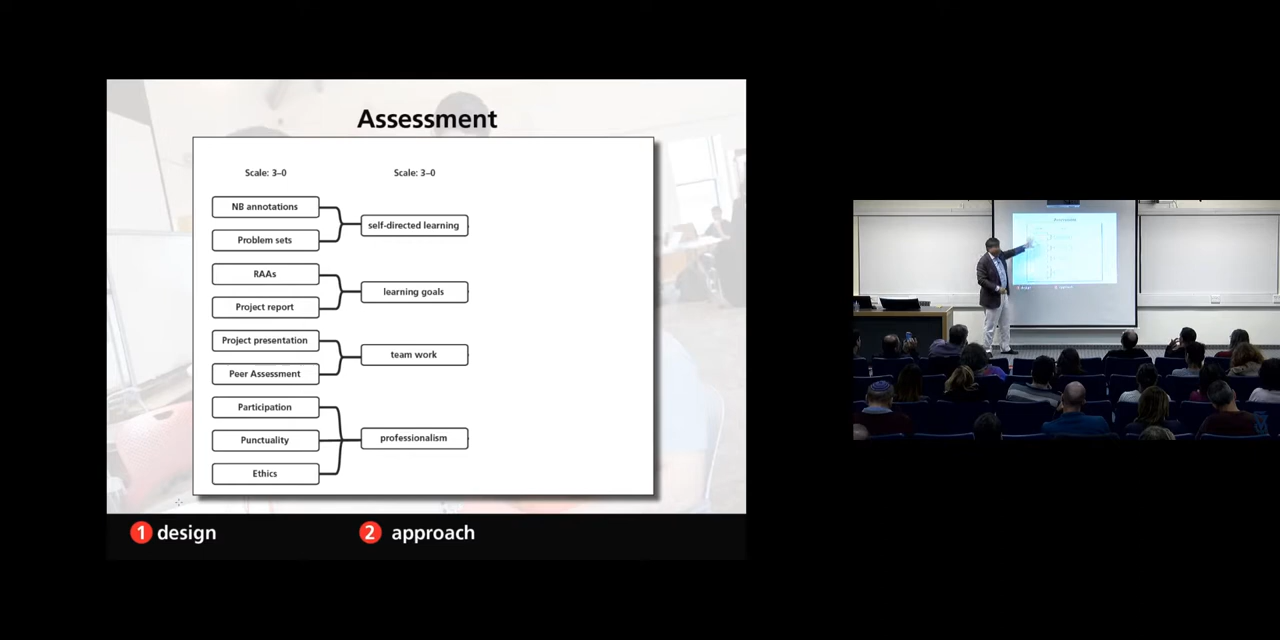 Assessment
Scale: 3–0
Scale: 3–0
NB annotations
Problem sets
self-directed learning
RAAs
Project report
learning goals
Project presentation
Peer Assessment
team work
Participation
Punctuality
Ethics
professionalism
1 design
2 approach